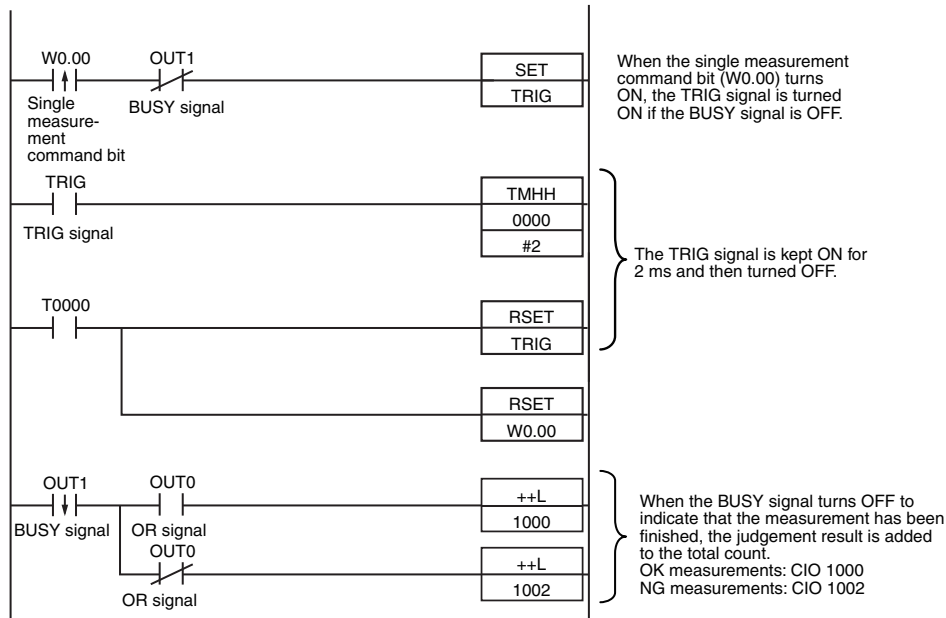 W0.00
OUT1
SET
TRIG
Single
measure-
ment
command bit
BUSY signal
When the single measurement
command bit (W0.00) turns
ON, the TRIG signal is turned
ON if the BUSY signal is OFF.
TRIG
TRIG signal
TMHH
0000
#2
The TRIG signal is kept ON for
2 ms and then turned OFF.
T0000
RSET
TRIG
RSET
W0.00
OUT1
BUSY signal
OUT0
OR signal
++L
1000
OUT0
OR signal
++L
1002
When the BUSY signal turns OFF to
indicate that the measurement has been
finished, the judgement result is added
to the total count.
OK measurements: CIO 1000
NG measurements: CIO 1002